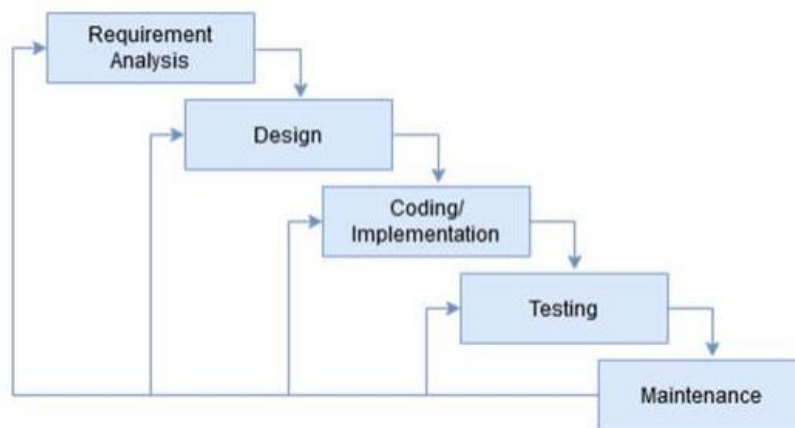 Requirement
Analysis
Design
Coding/
Implementation
Testing
Maintenance